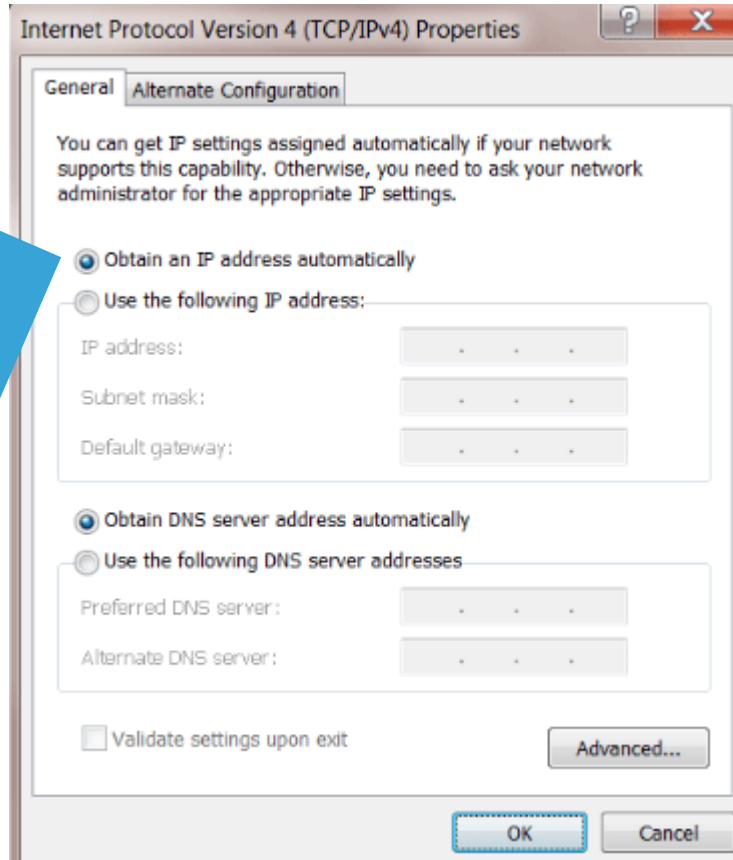 Internet Protocol Version 4 (TCP/IPv4) Properties
General Alternate Configuration
You can get IP settings assigned automatically if your network
supports this capability. Otherwise, you need to ask your network
administrator for the appropriate IP settings.
Obtain an IP address automatically
Use the following IP address:
IP address:
Subnet mask:
Default gateway:
Obtain DNS server address automatically
Use the following DNS server addresses
Preferred DNS server:
Alternate DNS server:
Validate settings upon exit
Advanced...
OK Cancel